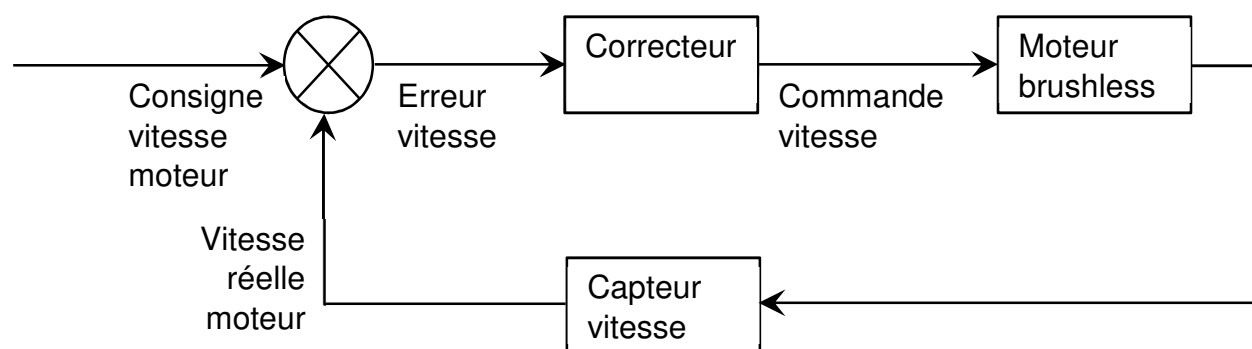 Consigne
vitesse
moteur
Erreur
vitesse
Correcteur
Commande
vitesse
Moteur
brushless
Vitesse
réelle
moteur
Capteur
vitesse